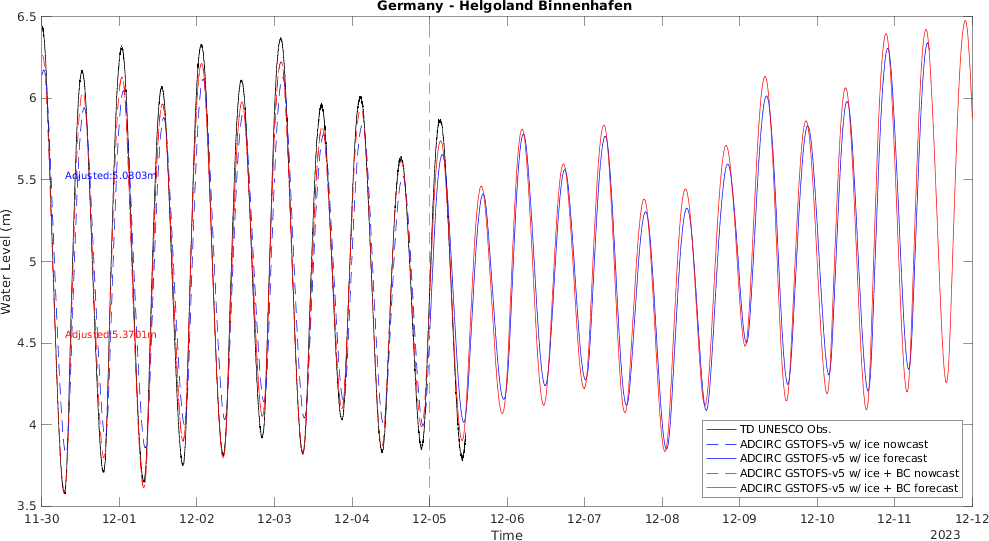 Germany - Helgoland Binnenhafen
6.5
6
5.5
5
4.5
4
3.5
Water Level (m)
Adjusted:5.0303m
Adjusted:5.3701m
TD UNESCO Obs.
ADCIRC GSTOFS-v5 w/ ice nowcast
ADCIRC GSTOFS-v5 w/ ice forecast
ADCIRC GSTOFS-v5 w/ ice + BC nowcast
ADCIRC GSTOFS-v5 w/ ice + BC forecast
11-30 12-01 12-02 12-03 12-04 12-05 12-06 12-07 12-08 12-09 12-10 12-11 12-12
Time
2023